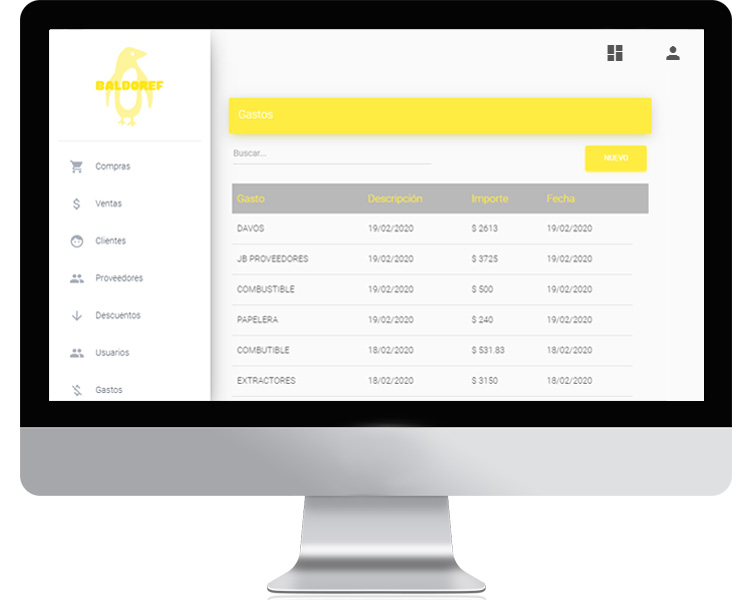 BALDOREF
Compras
Ventas
Clientes
Proveedores
Descuentos
Usuarios
Gastos
Gastos
Buscar...
NUEVO
Gasto Descripción Importe Fecha
DAVOS 19/02/2020 $ 2613 19/02/2020
JB PROVEEDORES 19/02/2020 $ 3725 19/02/2020
COMBUSTIBLE 19/02/2020 $ 500 19/02/2020
PAPELERA 19/02/2020 $ 240 19/02/2020
COMBUTIBLE 18/02/2020 $ 531.83 18/02/2020
EXTRACTORES 18/02/2020 $ 3150 18/02/2020